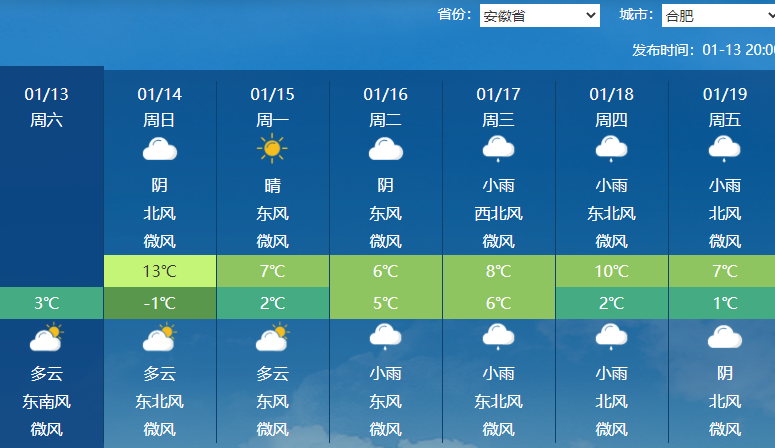 省份: 安徽省 城市: 合肥
发布时间: 01-13 20:00
01/13 01/14 01/15 01/16 01/17 01/18 01/19
周六 周日 周一 周二 周三 周四 周五
阴 晴 阴 小雨 小雨 小雨
北风 东风 东风 西北风 东北风 北风
微风 微风 微风 微风 微风 微风
13℃ 7℃ 6℃ 8℃ 10℃ 7℃
3℃ -1℃ 2℃ 5℃ 6℃ 2℃ 1℃
多云 多云 多云 小雨 小雨 小雨 阴
东南风 东北风 东风 东风 东北风 北风 北风
微风 微风 微风 微风 微风 微风 微风